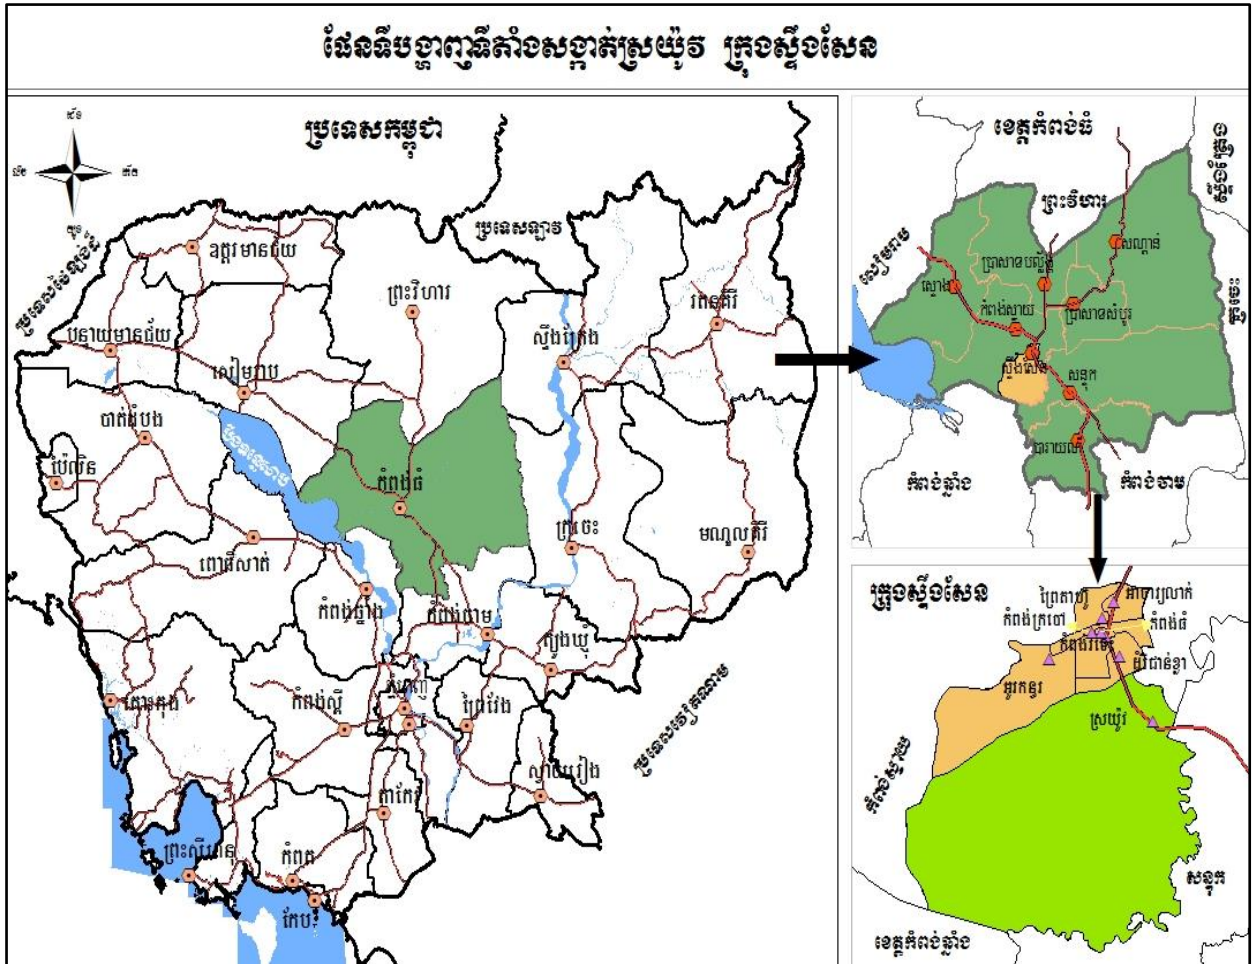 ផែនទីបង្ហាញទីតាំងសង្កាត់ស្រយ៉ូវ ក្រុងស្ទឹងសែន
ប្រទេសកម្ពុជា
ប្រទេសឡាវ
ឧត្តរមានជ័យ
ព្រះវិហារ
រតនគិរី
បន្ទាយមានជ័យ
ស្ទឹងត្រែង
សៀមរាប
បាត់ដំបង
ប៉ៃលិន
កំពង់ធំ
ក្រចេះ
មណ្ឌលគិរី
ពោធិ៍សាត់
កំពង់ឆ្នាំង
កំពង់ចាម
ត្បូងឃ្មុំ
ប្រទេសវៀតណាម
កោះកុង
កំពង់ស្ពឺ
ភ្នំពេញ
ព្រៃវែង
ស្វាយរៀង
តាកែវ
ព្រះសីហនុ
កំពត
កែប
ខេត្តកំពង់ធំ
ព្រះវិហារ
ស្ទឹងត្រែង
សៀមរាប
ក្រចេះ
សណ្តាន់
ប្រាសាទបល្ល័ង្គ
ស្ទោង
កំពង់ស្វាយ
ប្រាសាទសំបូរ
ស្ទឹងសែន
សន្ទុក
បារាយណ៍
កំពង់ឆ្នាំង
កំពង់ចាម
ក្រុងស្ទឹងសែន
អាចារ្យលាក់
កំពង់ធំ
អូរកន្ធរ
ស្រយ៉ូវ
កំពង់ស្វាយ
សន្ទុក
ខេត្តកំពង់ឆ្នាំង